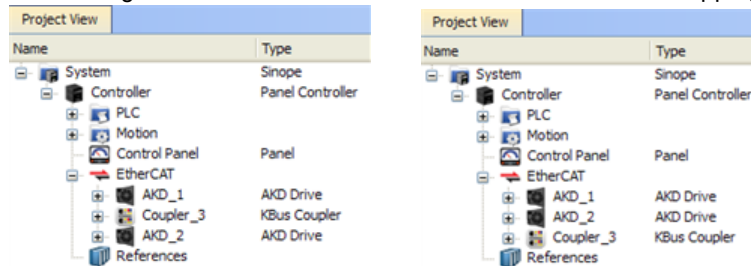 Project View
Name Type
System Sinope
Controller Panel Controller
PLC
Motion
Control Panel Panel
EtherCAT
AKD_1 AKD Drive
Coupler_3 KBus Coupler
AKD_2 AKD Drive
References
Project View
Name Type
System Sinope
Controller Panel Controller
PLC
Motion
Control Panel Panel
EtherCAT
AKD_1 AKD Drive
AKD_2 AKD Drive
Coupler_3 KBus Coupler
References